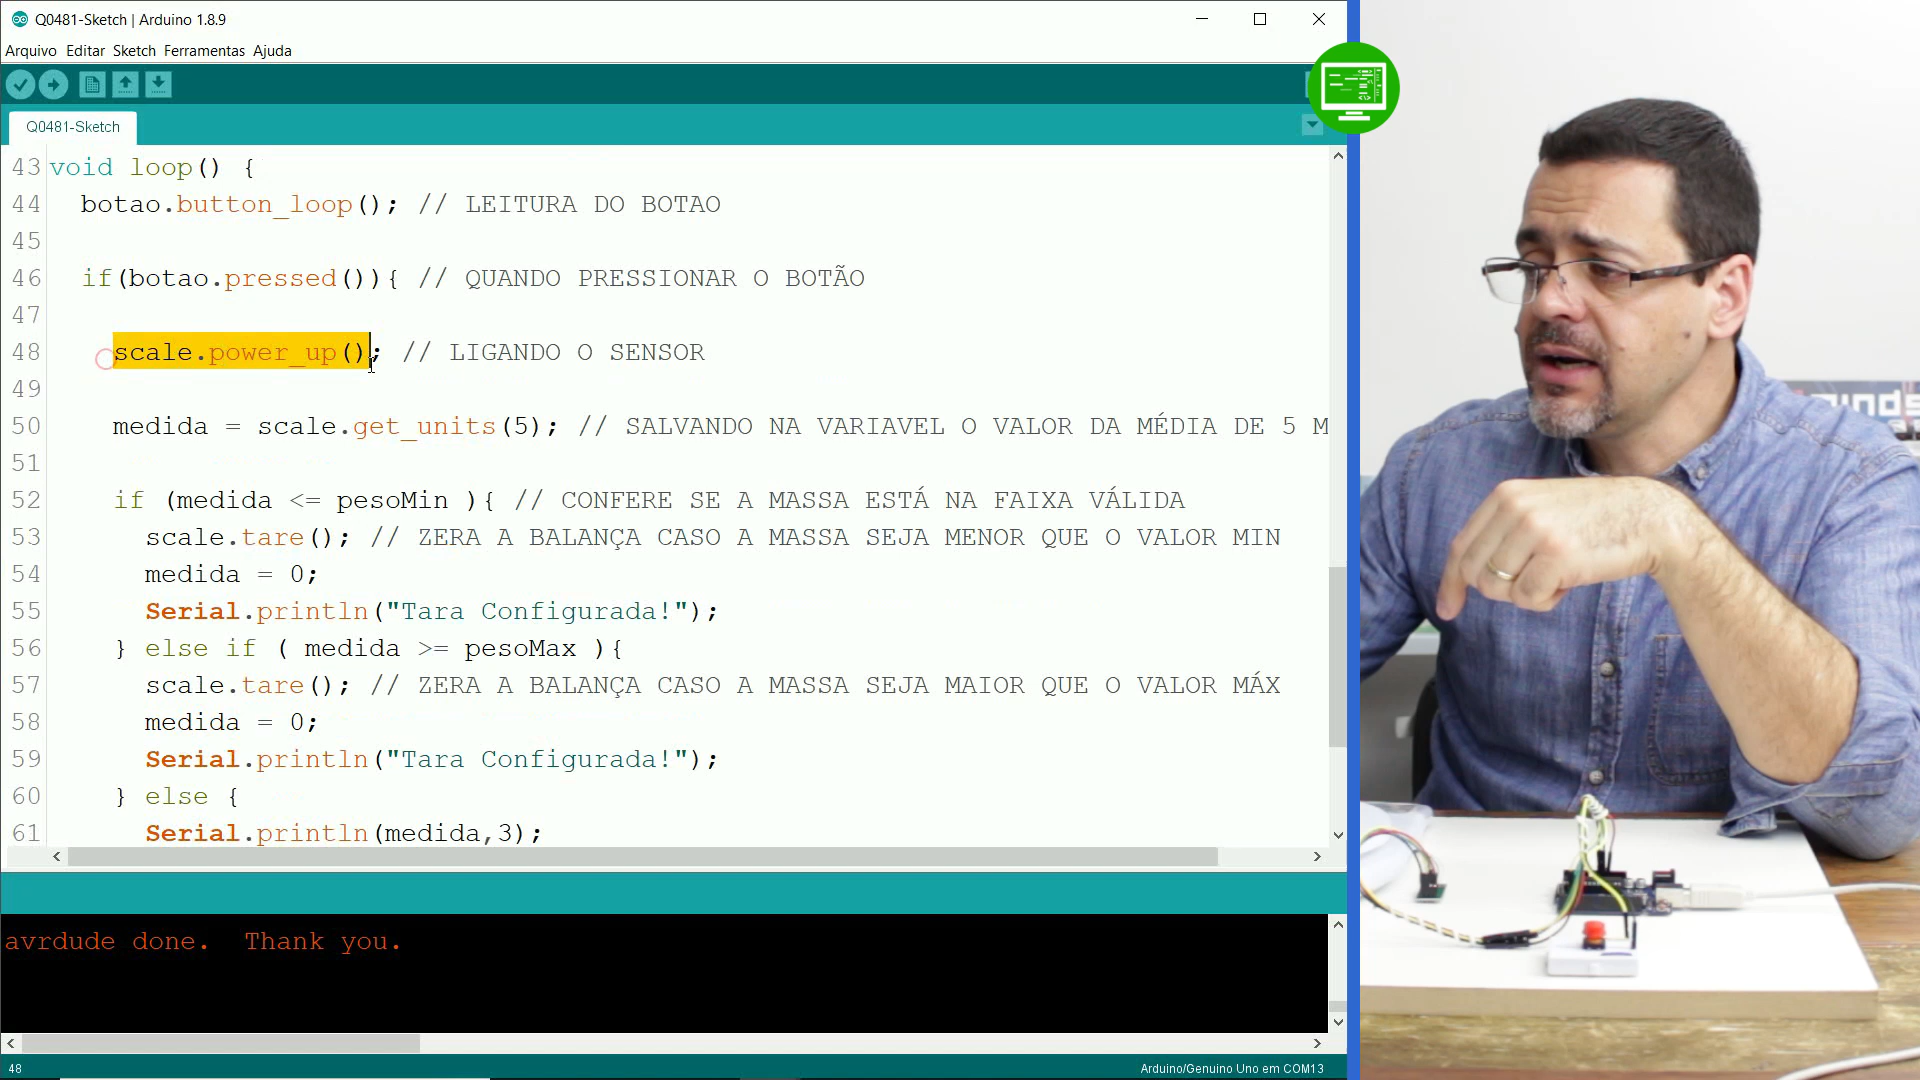 Q0481-Sketch | Arduino 1.8.9
Arquivo Editar Sketch Ferramentas Ajuda
Q0481-Sketch
43 void loop() {
44 botao.button_loop(); // LEITURA DO BOTAO
45
46 if(botao.pressed()){ // QUANDO PRESSIONAR O BOTÃO
47
48 scale.power_up(); // LIGANDO O SENSOR
49
50 medida = scale.get_units(5); // SALVANDO NA VARIAVEL O VALOR DA MÉDIA DE 5 M
51
52 if (medida <= pesoMin ){ // CONFERE SE A MASSA ESTÁ NA FAIXA VÁLIDA
53 scale.tare(); // ZERA A BALANÇA CASO A MASSA SEJA MENOR QUE O VALOR MIN
54 medida = 0;
55 Serial.println("Tara Configurada!");
56 } else if ( medida >= pesoMax ){
57 scale.tare(); // ZERA A BALANÇA CASO A MASSA SEJA MAIOR QUE O VALOR MÁX
58 medida = 0;
59 Serial.println("Tara Configurada!");
60 } else {
61 Serial.println(medida,3);
avrdude done. Thank you.
48
Arduino/Genuino Uno em COM13